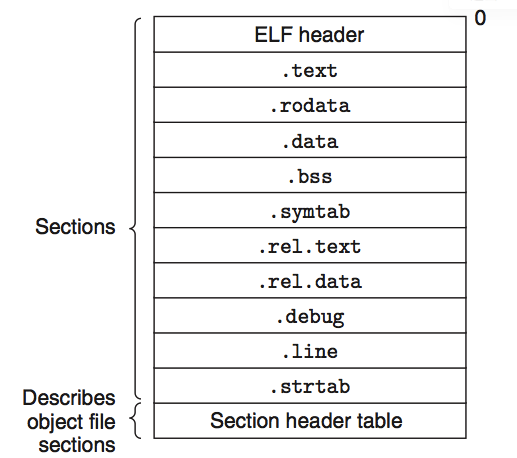 0
ELF header
.text
.rodata
.data
.bss
.symtab
Sections
.rel.text
.rel.data
.debug
.line
.strtab
Describes
object file
sections
Section header table